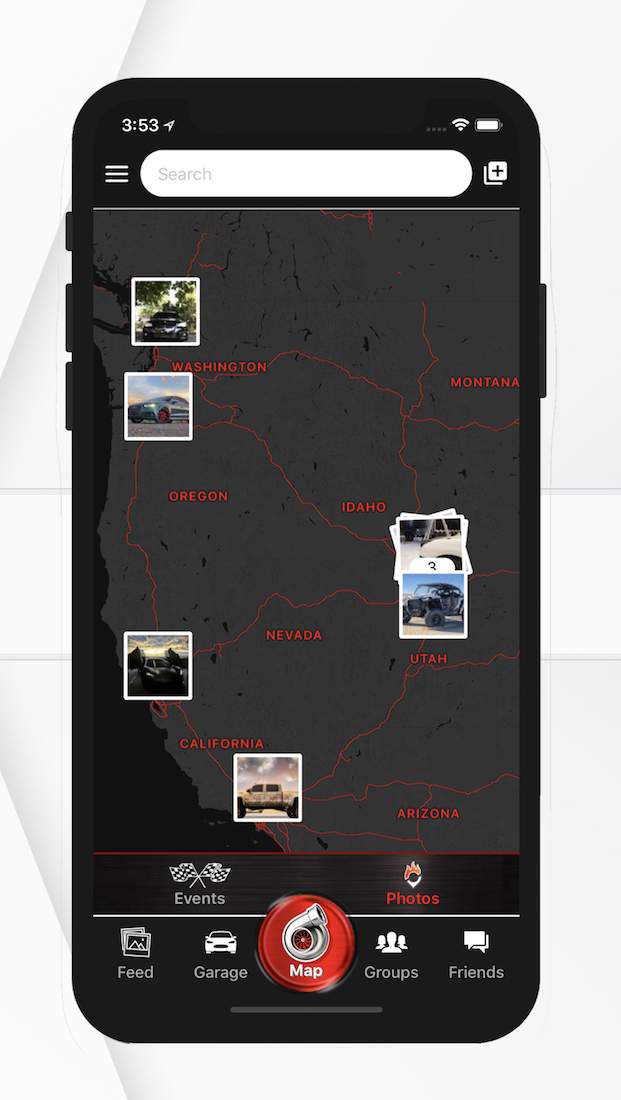 3:53
Search
WASHINGTON
MONTANA
OREGON
IDAHO
3
NEVADA
UTAH
CALIFORNIA
ARIZONA
Events
Photos
Feed
Garage
Map
Groups
Friends